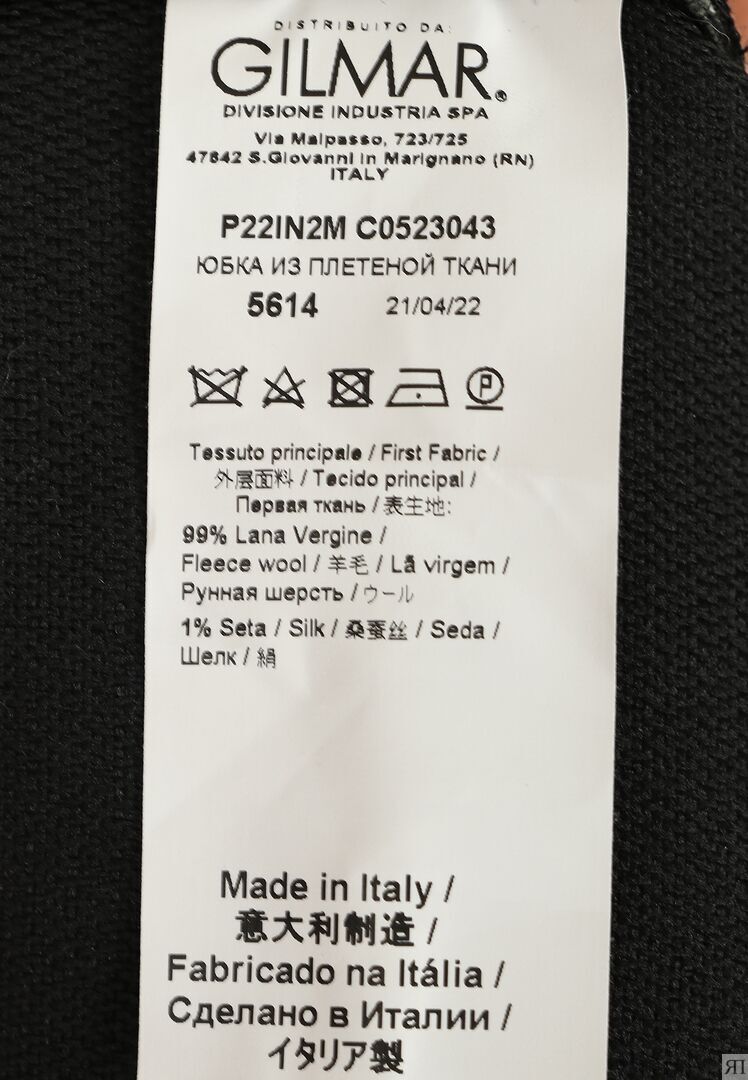 DISTRIBUITO DA:
GILMAR®
DIVISIONE INDUSTRIA SPA
Via Malpasso, 723/725
47842 S.Giovanni in Marignano (RN)
ITALY
P22IN2M C0523043
ЮБКА ИЗ ПЛЕТЕНОЙ ТКАНИ
5614 21/04/22
P
Tessuto principale / First Fabric /
外层面料 / Tecido principal /
Первая ткань / 表生地:
99% Lana Vergine /
Fleece wool / 羊毛 / Lã virgem /
Рунная шерсть / ウール
1% Seta / Silk / 桑蚕丝 / Seda /
Шелк / 絹
Made in Italy /
意大利制造 /
Fabricado na Itália /
Сделано в Италии /
イタリア製
ЯП